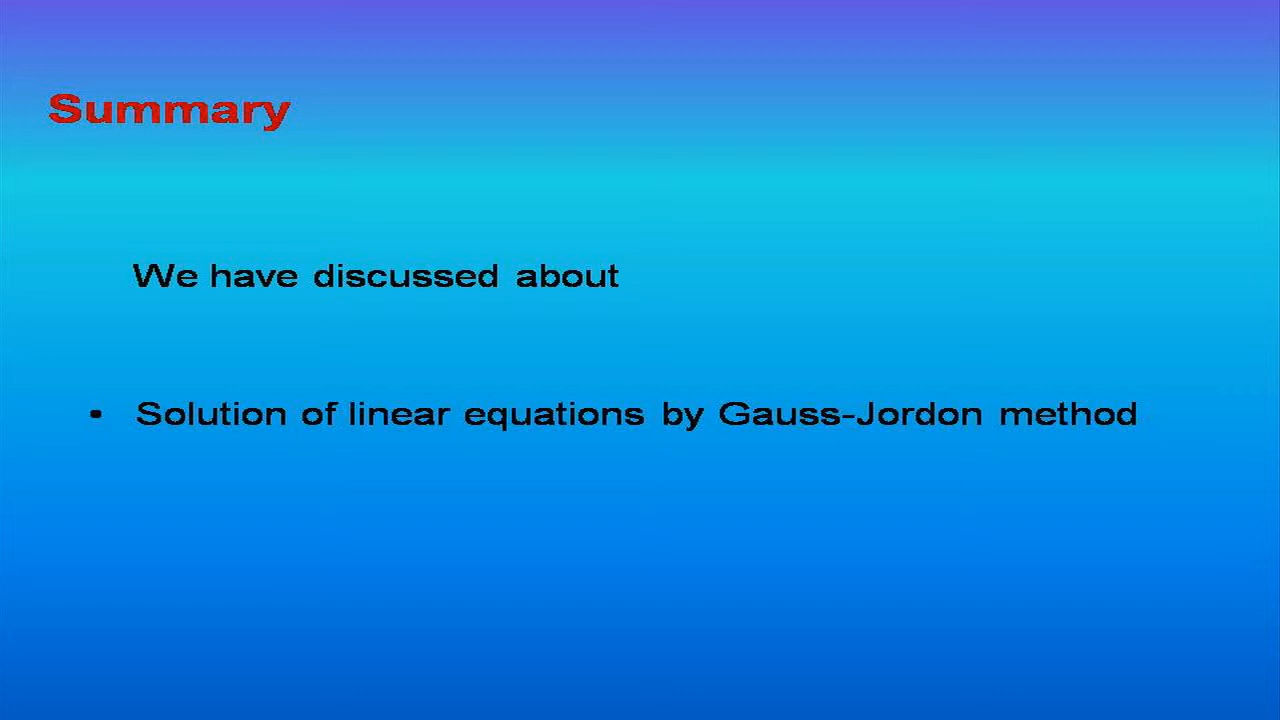 Summary
We have discussed about
• Solution of linear equations by Gauss-Jordon method